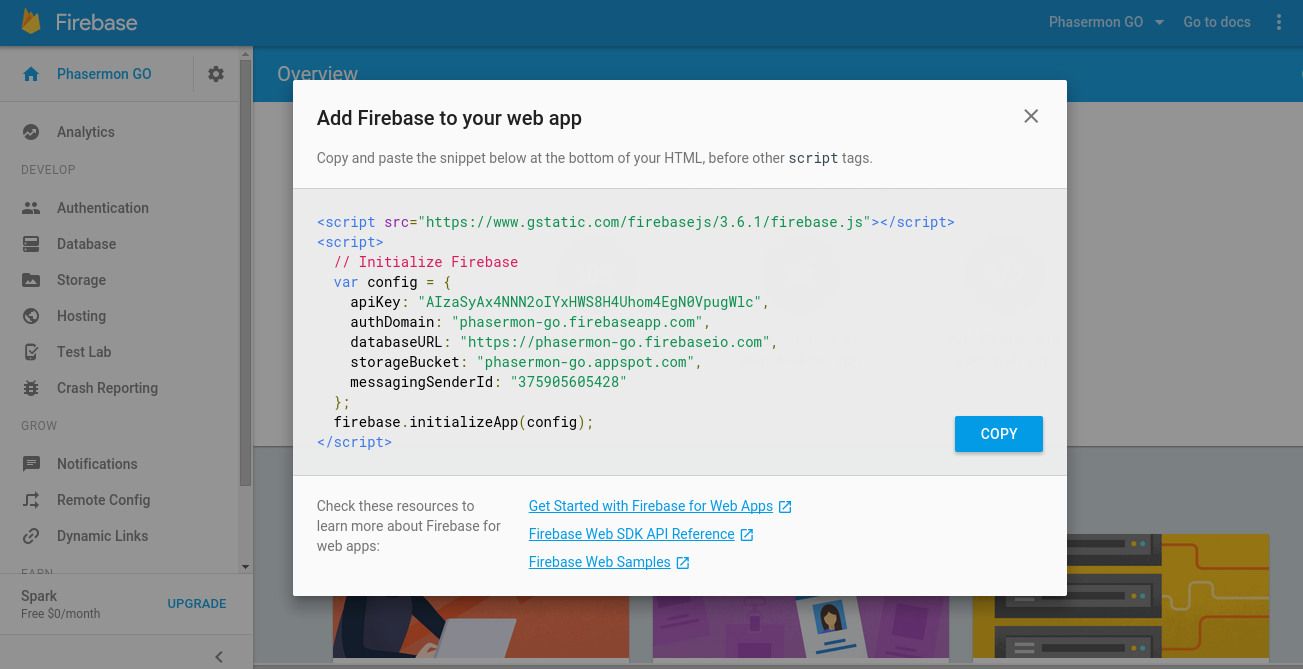 Firebase
Phasermon GO
Go to docs
Phasermon GO
Overview
Analytics
DEVELOP
Authentication
Database
Storage
Hosting
Test Lab
Crash Reporting
GROW
Notifications
Remote Config
Dynamic Links
EARN
Spark
Free $0/month
UPGRADE
Add Firebase to your web app
Copy and paste the snippet below at the bottom of your HTML, before other script tags.
<script src="https://www.gstatic.com/firebasejs/3.6.1/firebase.js"></script>
<script>
// Initialize Firebase
var config = {
apiKey: "AIzaSyAx4NNN2oIYxHWS8H4Uhom4EgN0VpugWlc",
authDomain: "phasermon-go.firebaseapp.com",
databaseURL: "https://phasermon-go.firebaseio.com",
storageBucket: "phasermon-go.appspot.com",
messagingSenderId: "375905605428"
};
firebase.initializeApp(config);
</script>
COPY
Check these resources to
learn more about Firebase for
web apps:
Get Started with Firebase for Web Apps
Firebase Web SDK API Reference
Firebase Web Samples